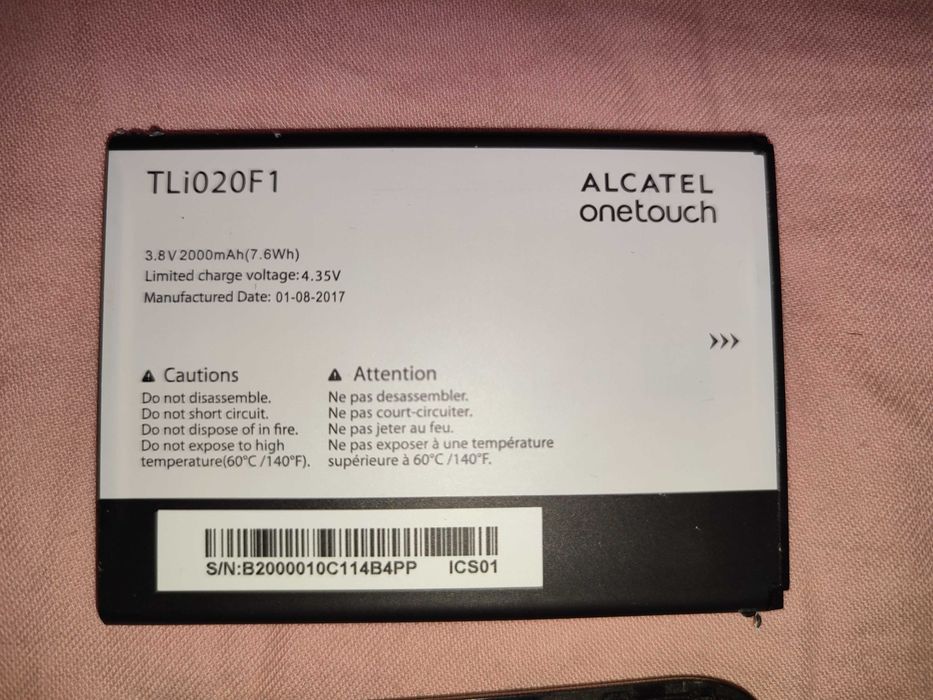 TLi020F1
ALCATEL
onetouch
3.8V 2000mAh(7.6Wh)
Limited charge voltage:4.35V
Manufactured Date: 01-08-2017
Cautions
Do not disassemble.
Do not short circuit.
Do not dispose of in fire.
Do not expose to high
temperature(60°C /140°F).
Attention
Ne pas desassembler.
Ne pas court-circuiter.
Ne pas jeter au feu.
Ne pas exposer à une température
supérieure à 60°C /140°F.
S/N:B2000010C114B4PP ICS01